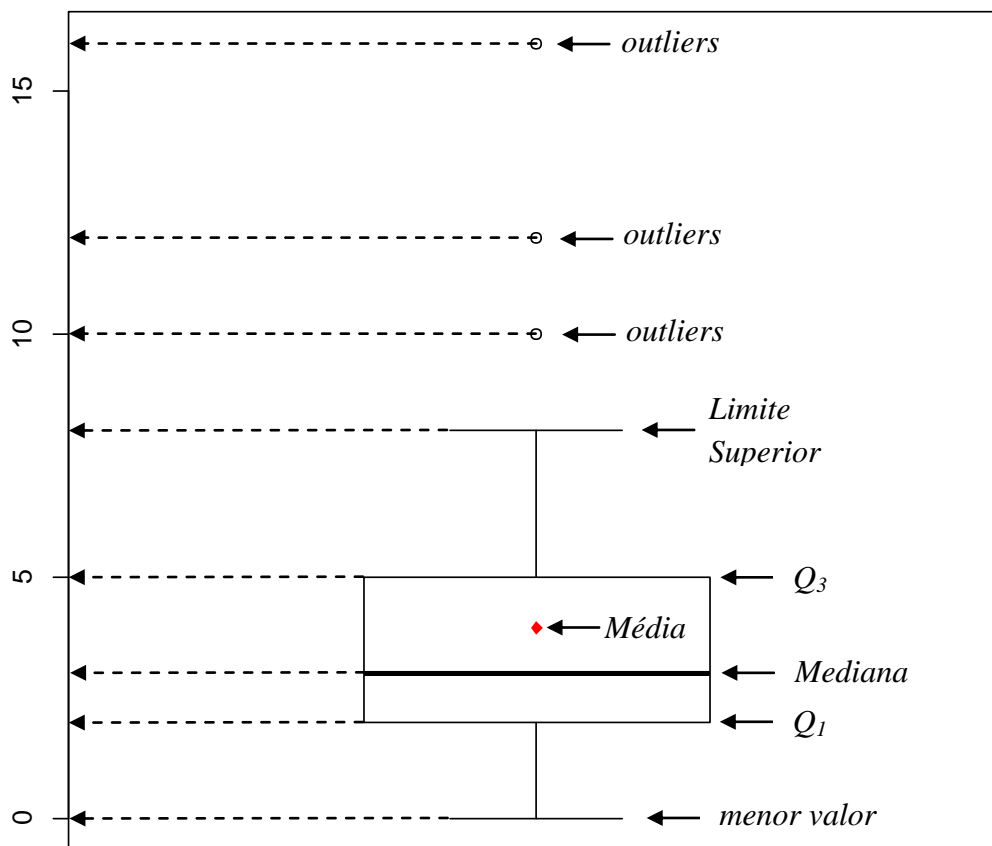 outliers
15
outliers
outliers
10
Limite
Superior
5
Q3
Média
Mediana
Q1
0
menor valor